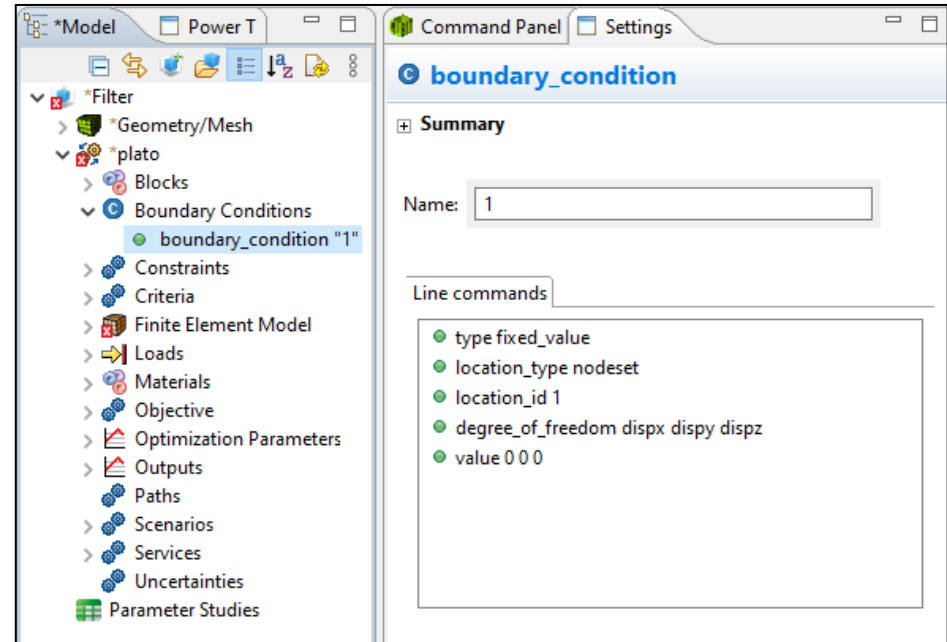 *Model
Power T
*Filter
*Geometry/Mesh
*plato
Blocks
Boundary Conditions
boundary_condition "1"
Constraints
Criteria
Finite Element Model
Loads
Materials
Objective
Optimization Parameters
Outputs
Paths
Scenarios
Services
Uncertainties
Parameter Studies
Command Panel
Settings
boundary_condition
Summary
Name: 1
Line commands
type fixed_value
location_type nodeset
location_id 1
degree_of_freedom dispx dispy dispz
value 0 0 0